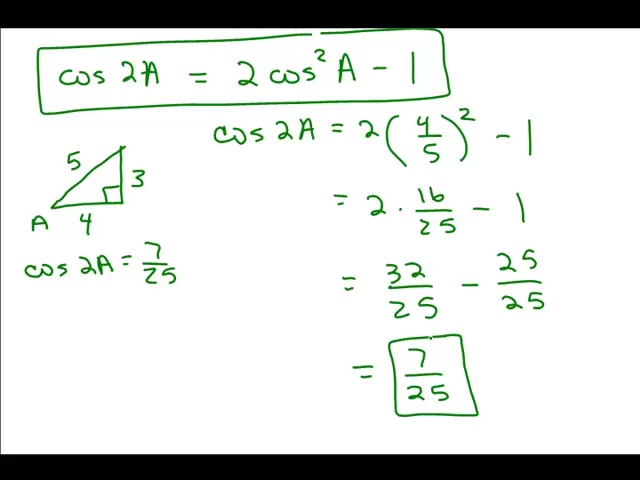 cos 2A = 2 cos² A − 1
cos 2A = 2 (4/5)² − 1
5
3
A
4
= 2 · 16/25 − 1
cos 2A = 7/25
= 32/25 − 25/25
= 7/25